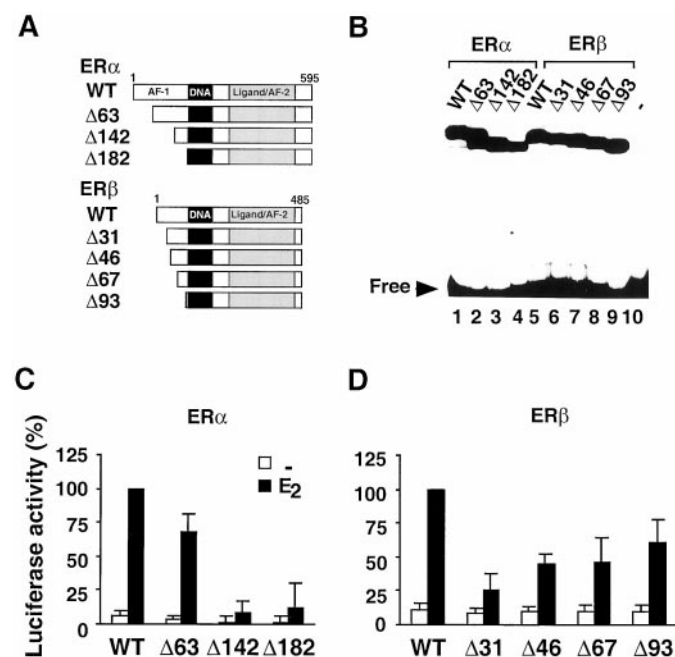 A
ERα
1
595
WT
AF-1
DNA
Ligand/AF-2
Δ63
Δ142
Δ182
ERβ
1
485
WT
DNA
Ligand/AF-2
Δ31
Δ46
Δ67
Δ93
B
ERα
ERβ
WT
Δ63
Δ142
Δ182
WT
Δ31
Δ46
Δ67
Δ93
-
Free
1 2 3 4 5 6 7 8 9 10
C
ERα
Luciferase activity (%)
125
100
75
50
25
0
-
E2
WT Δ63 Δ142 Δ182
D
ERβ
125
100
75
50
25
0
WT Δ31 Δ46 Δ67 Δ93